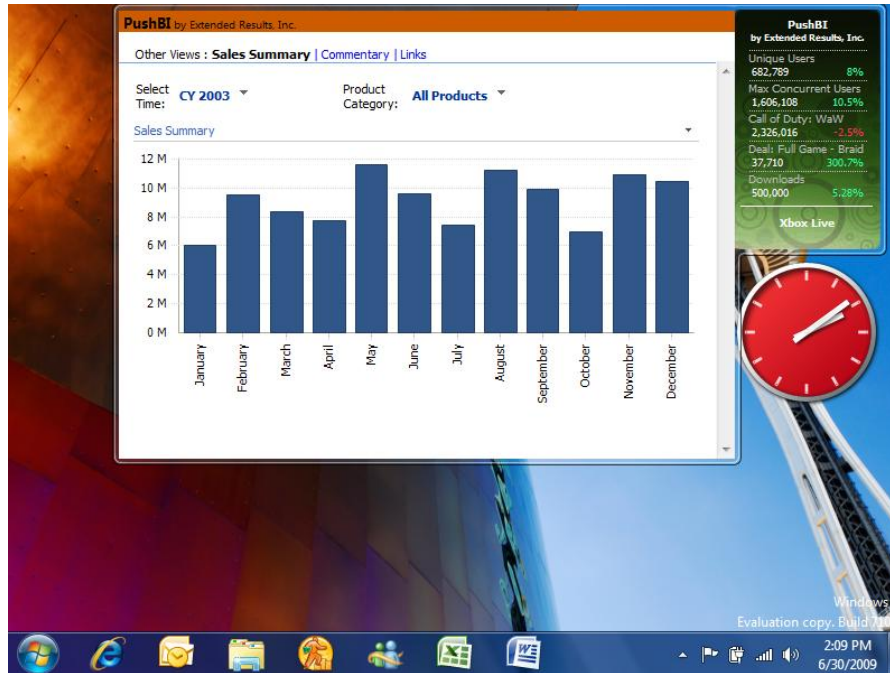 PushBI by Extended Results, Inc.
Other Views : Sales Summary | Commentary | Links
Select Time: CY 2003
Product Category: All Products
Sales Summary
12 M
10 M
8 M
6 M
4 M
2 M
0 M
January
February
March
April
May
June
July
August
September
October
November
December
PushBI
by Extended Results, Inc.
Unique Users
682,789 8%
Max Concurrent Users
1,606,108 10.5%
Call of Duty: WaW
2,326,016 -2.5%
Deal: Full Game - Braid
37,710 300.7%
Downloads
500,000 5.28%
Xbox Live
Windows
Evaluation copy. Build 710
2:09 PM
6/30/2009